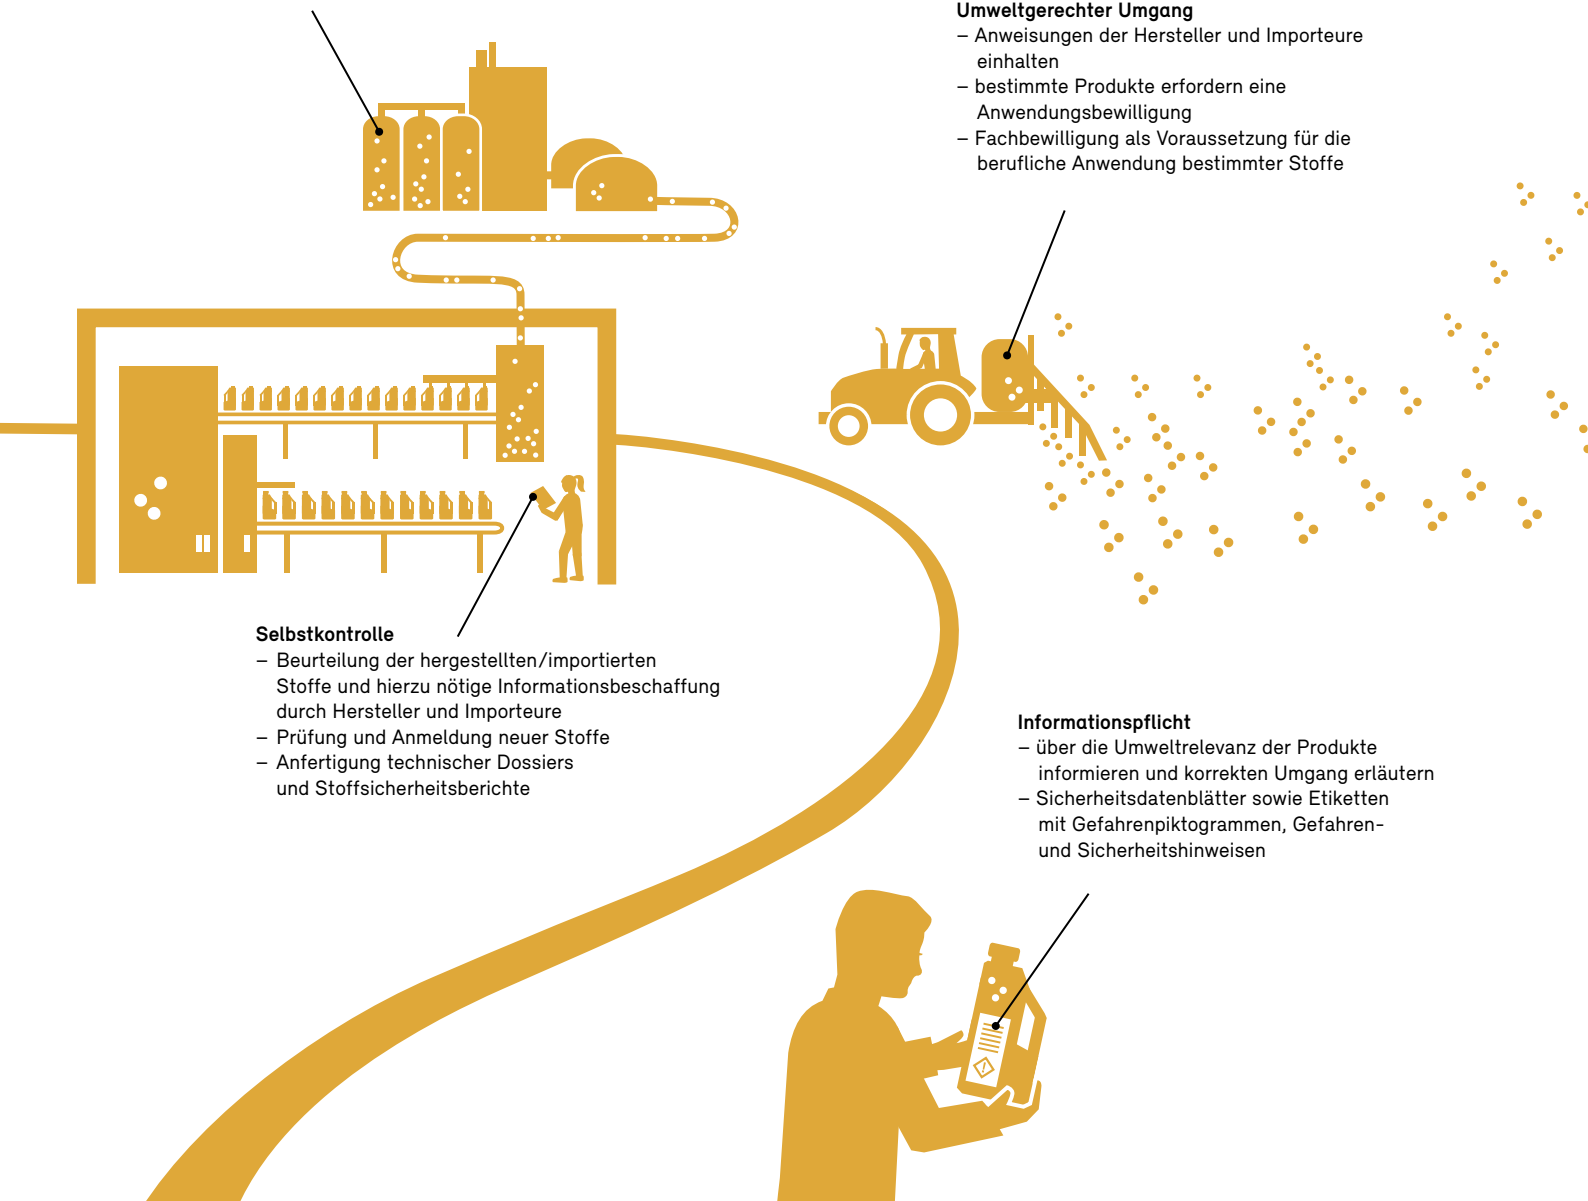 Umweltgerechter Umgang
– Anweisungen der Hersteller und Importeure
einhalten
– bestimmte Produkte erfordern eine
Anwendungsbewilligung
– Fachbewilligung als Voraussetzung für die
berufliche Anwendung bestimmter Stoffe
Selbstkontrolle
– Beurteilung der hergestellten/importierten
Stoffe und hierzu nötige Informationsbeschaffung
durch Hersteller und Importeure
– Prüfung und Anmeldung neuer Stoffe
– Anfertigung technischer Dossiers
und Stoffsicherheitsberichte
Informationspflicht
– über die Umweltrelevanz der Produkte
informieren und korrekten Umgang erläutern
– Sicherheitsdatenblätter sowie Etiketten
mit Gefahrenpiktogrammen, Gefahren-
und Sicherheitshinweisen
!